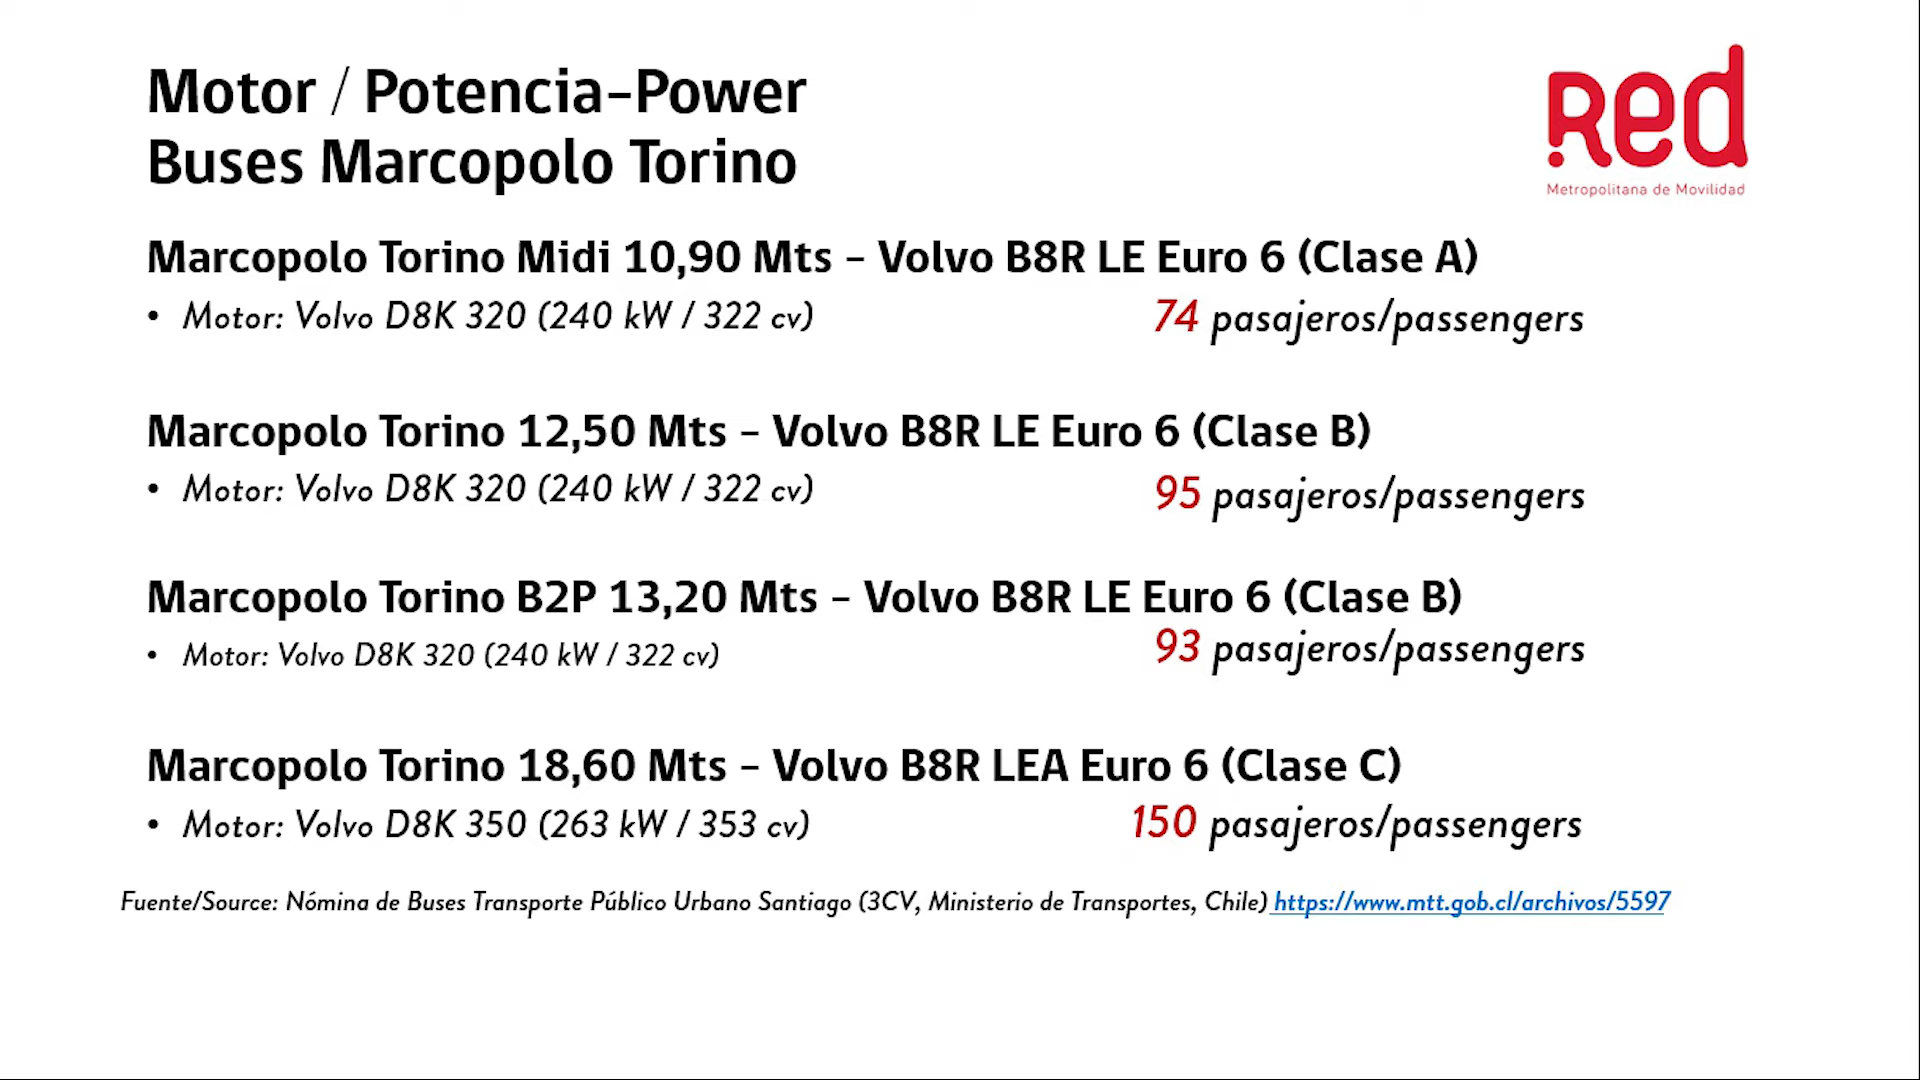 Motor / Potencia-Power
Buses Marcopolo Torino
Red
Metropolitana de Movilidad
Marcopolo Torino Midi 10,90 Mts - Volvo B8R LE Euro 6 (Clase A)
• Motor: Volvo D8K 320 (240 kW / 322 cv)
74 pasajeros/passengers
Marcopolo Torino 12,50 Mts - Volvo B8R LE Euro 6 (Clase B)
• Motor: Volvo D8K 320 (240 kW / 322 cv)
95 pasajeros/passengers
Marcopolo Torino B2P 13,20 Mts - Volvo B8R LE Euro 6 (Clase B)
• Motor: Volvo D8K 320 (240 kW / 322 cv)
93 pasajeros/passengers
Marcopolo Torino 18,60 Mts - Volvo B8R LEA Euro 6 (Clase C)
• Motor: Volvo D8K 350 (263 kW / 353 cv)
150 pasajeros/passengers
Fuente/Source: Nómina de Buses Transporte Público Urbano Santiago (3CV, Ministerio de Transportes, Chile) https://www.mtt.gob.cl/archivos/5597